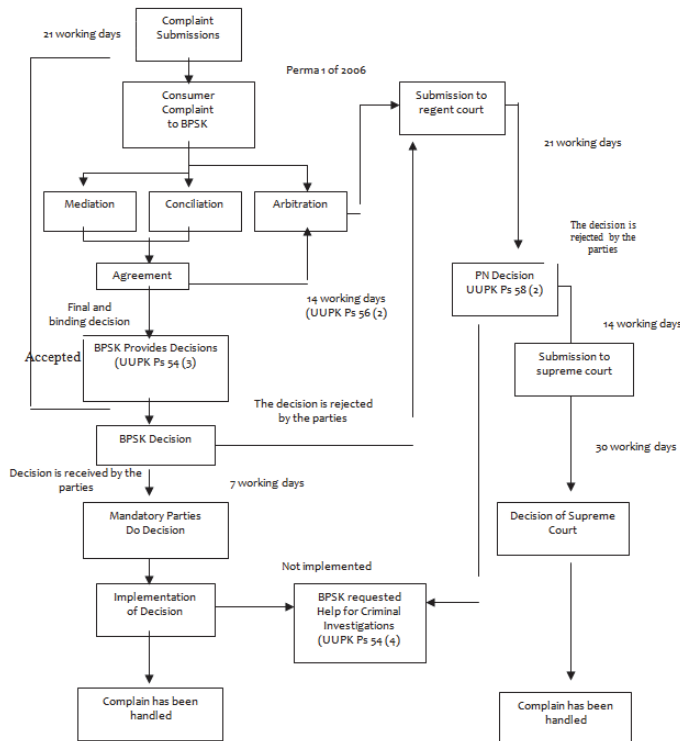 Complaint
Submissions
21 working days
Perma 1 of 2006
Consumer
Complaint
to BPSK
Submission to
regent court
21 working days
Mediation
Conciliation
Arbitration
The decision is
rejected by the
parties
Agreement
14 working days
(UUPK Ps 56 (2)
PN Decision
UUPK Ps 58 (2)
Final and
binding decision
Accepted
BPSK Provides Decisions
(UUPK Ps 54 (3)
14 working days
Submission to
supreme court
The decision is rejected
by the parties
BPSK Decision
30 working days
Decision is received by the
parties
7 working days
Mandatory Parties
Do Decision
Decision of Supreme
Court
Not implemented
Implementation
of Decision
BPSK requested
Help for Criminal
Investigations
(UUPK Ps 54 (4)
Complain has been
handled
Complain has been
handled